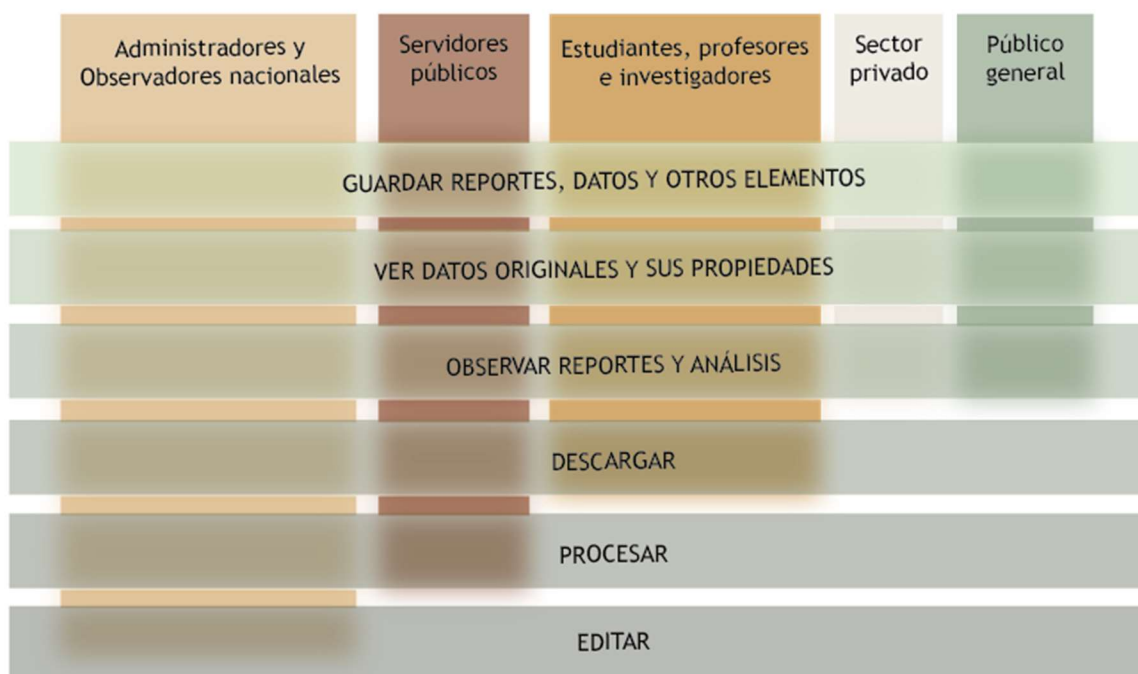 Administradores y
Observadores nacionales
Servidores
públicos
Estudiantes, profesores
e investigadores
Sector
privado
Público
general
GUARDAR REPORTES, DATOS Y OTROS ELEMENTOS
VER DATOS ORIGINALES Y SUS PROPIEDADES
OBSERVAR REPORTES Y ANÁLISIS
DESCARGAR
PROCESAR
EDITAR